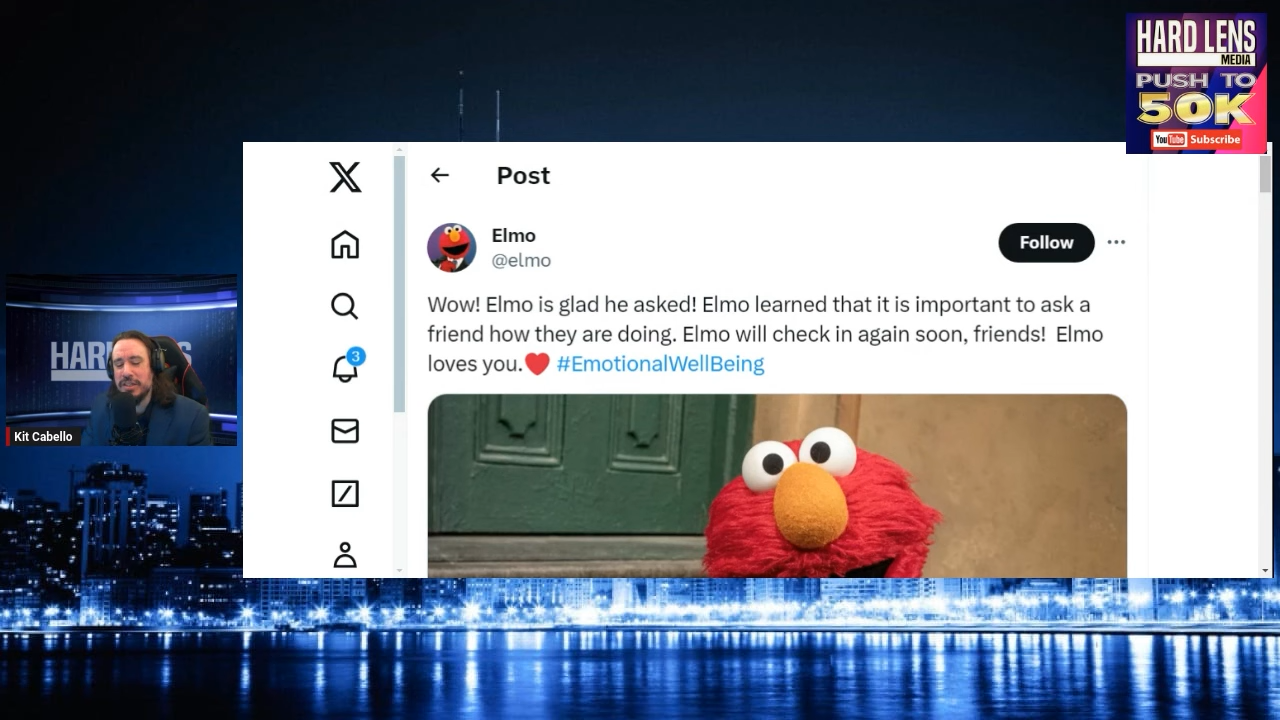 HARD LENS
MEDIA
PUSH TO
50K
YouTube Subscribe
Post
Elmo
@elmo
Follow
Wow! Elmo is glad he asked! Elmo learned that it is important to ask a
friend how they are doing. Elmo will check in again soon, friends!  Elmo
loves you.❤️ #EmotionalWellBeing
3
HAR
S
Kit Cabello